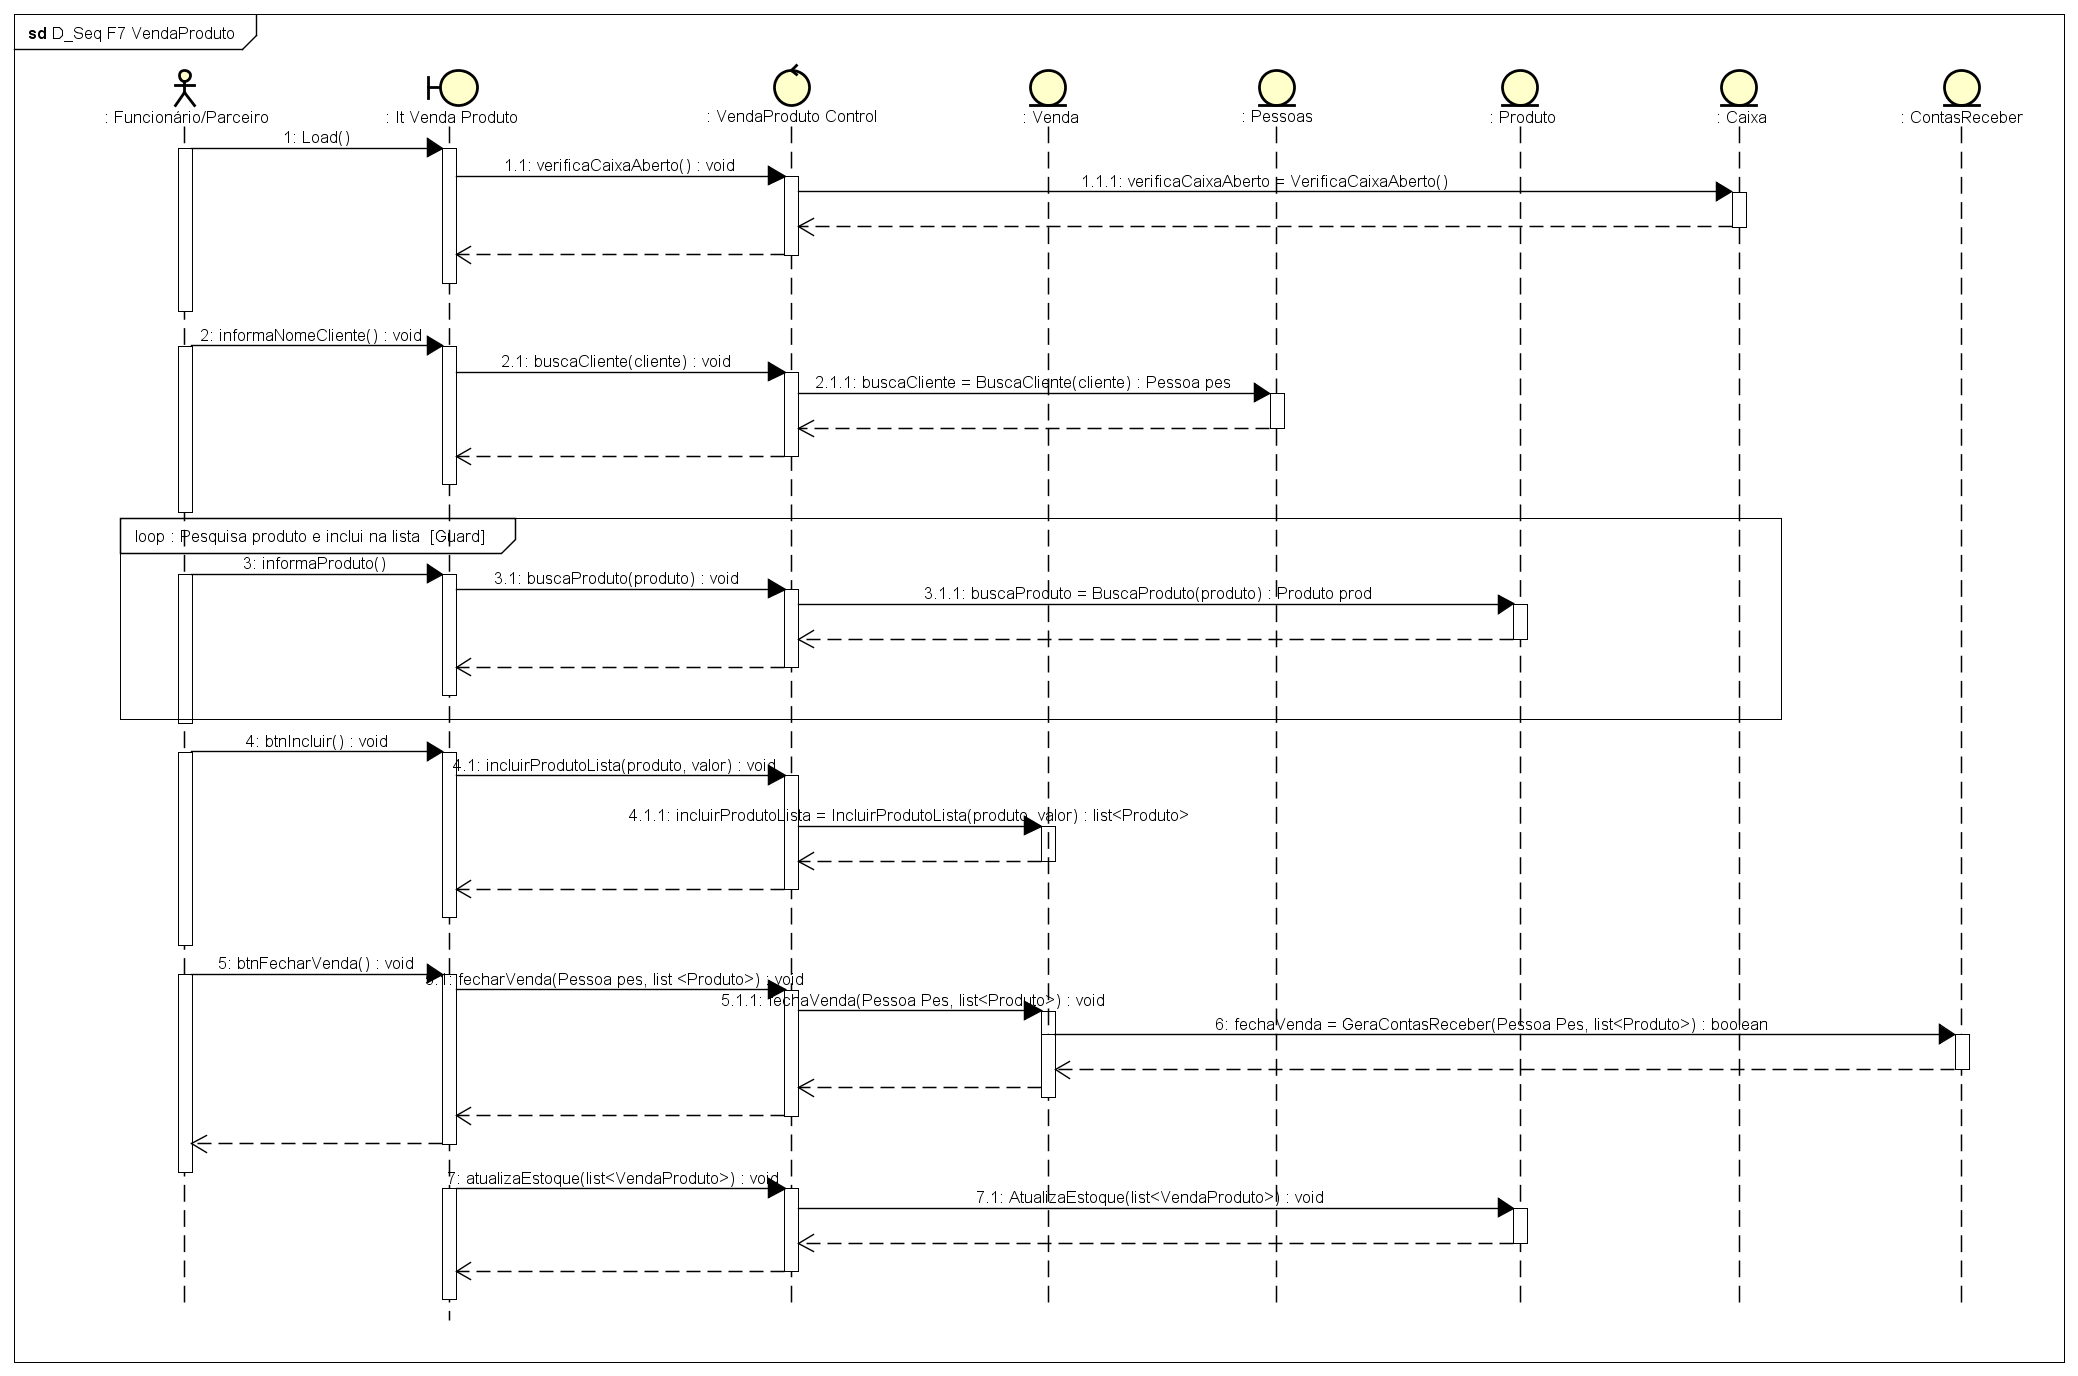 sd D_Seq F7 VendaProduto
: Funcionário/Parceiro
: It Venda Produto
: VendaProduto Control
: Venda
: Pessoas
: Produto
: Caixa
: ContasReceber
1: Load()
1.1: verificaCaixaAberto() : void
1.1.1: verificaCaixaAberto = VerificaCaixaAberto()
2: informaNomeCliente() : void
2.1: buscaCliente(cliente) : void
2.1.1: buscaCliente = BuscaCliente(cliente) : Pessoa pes
loop : Pesquisa produto e inclui na lista [Guard]
3: informaProduto()
3.1: buscaProduto(produto) : void
3.1.1: buscaProduto = BuscaProduto(produto) : Produto prod
4: btnIncluir() : void
4.1: incluirProdutoLista(produto, valor) : void
4.1.1: incluirProdutoLista = IncluirProdutoLista(produto, valor) : list<Produto>
5: btnFecharVenda() : void
5.1: fecharVenda(Pessoa pes, list <Produto>) : void
5.1.1: fechaVenda(Pessoa Pes, list<Produto>) : void
6: fechaVenda = GeraContasReceber(Pessoa Pes, list<Produto>) : boolean
7: atualizaEstoque(list<VendaProduto>) : void
7.1: AtualizaEstoque(list<VendaProduto>) : void